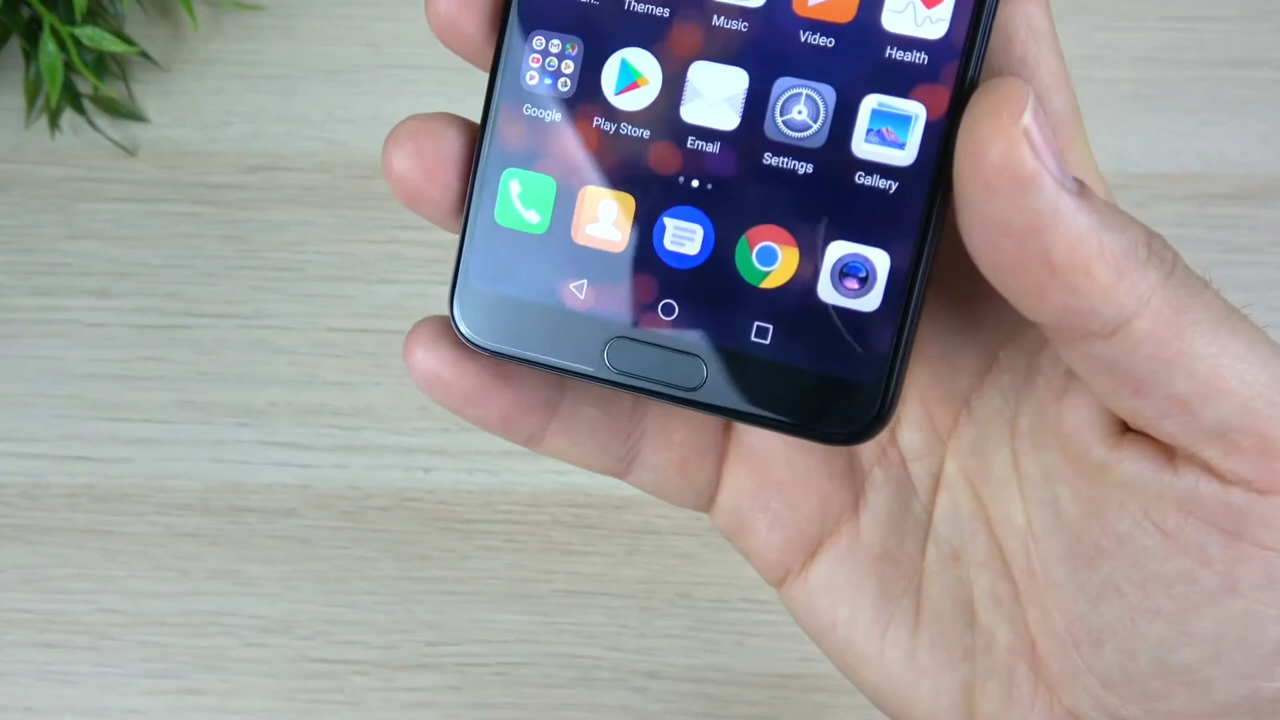 Themes
Music
Video
Health
Google
Play Store
Email
Settings
Gallery